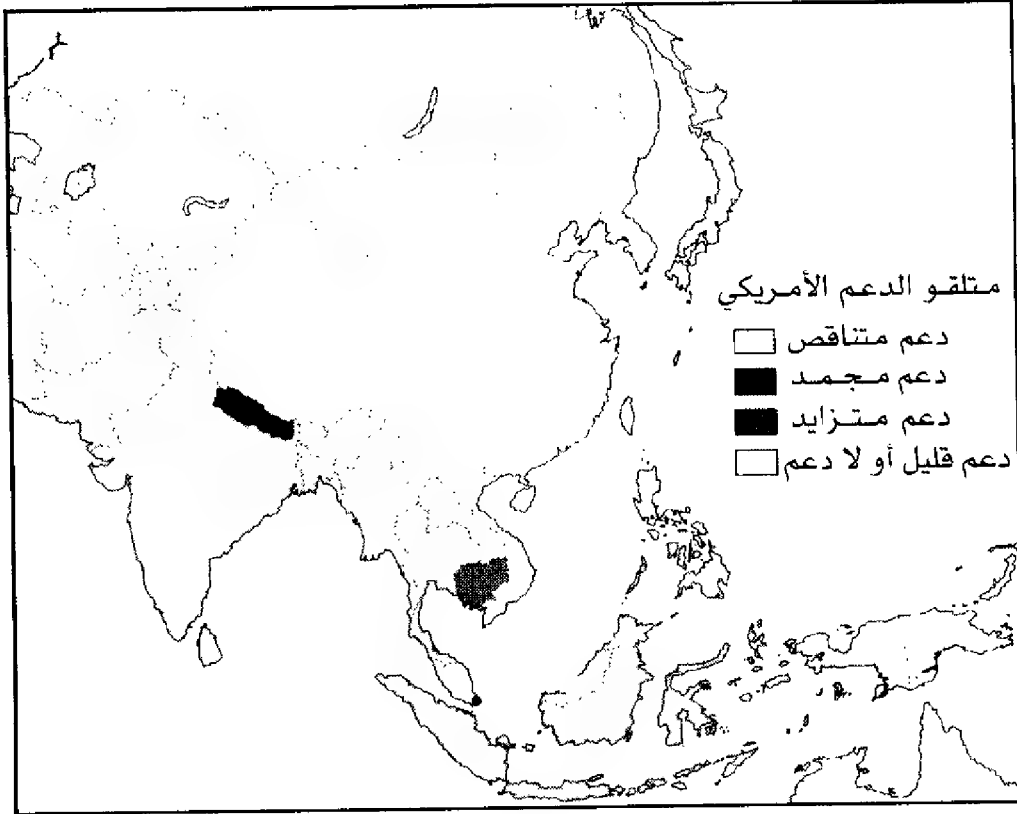 متلقو الدعم الأمريكي
دعم متناقص
دعم مجمد
دعم متزايد
دعم قليل أو لا دعم